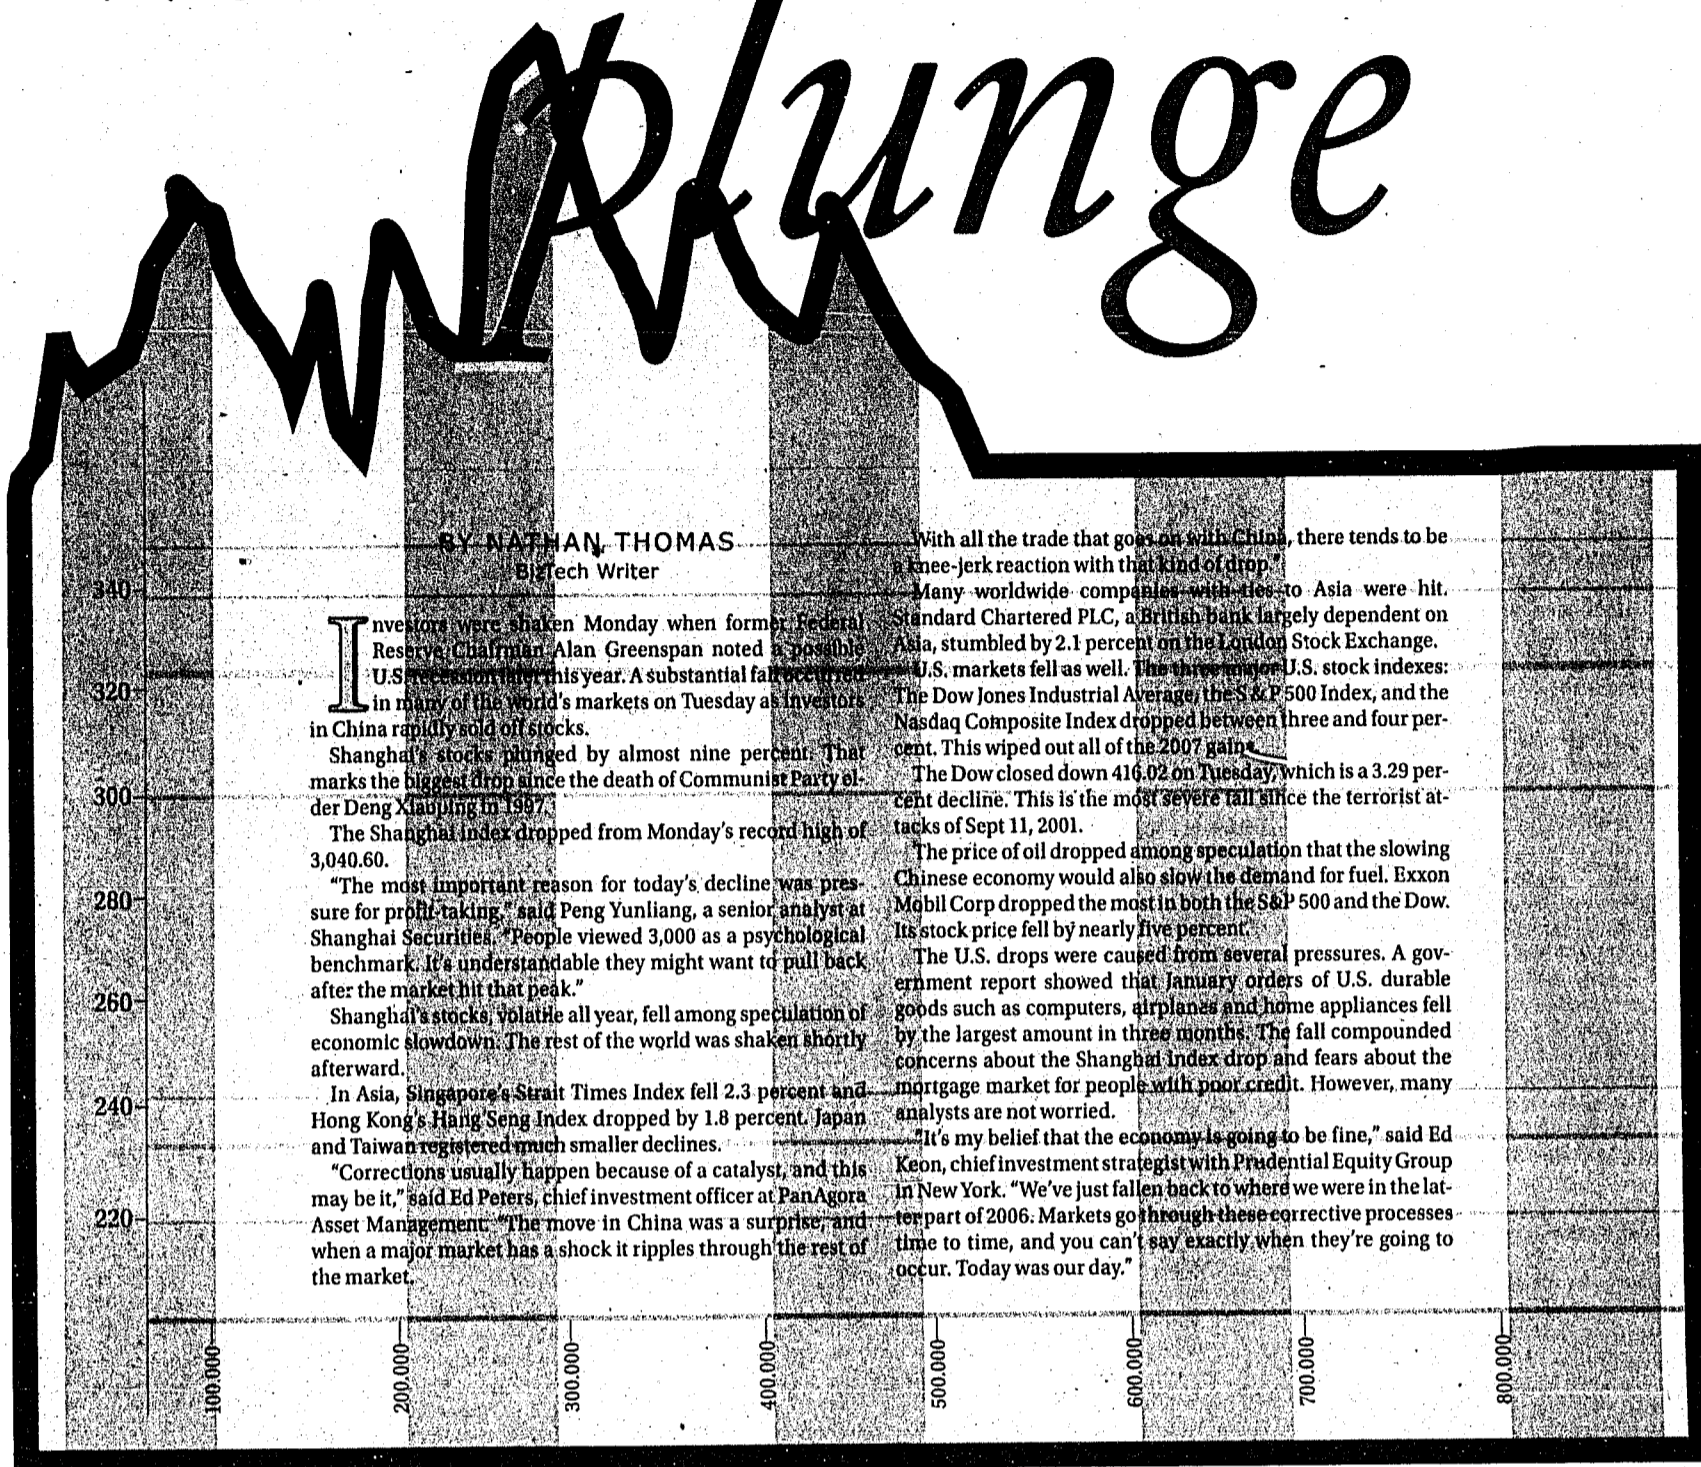 plunge
BY NATHAN THOMAS
BizTech Writer
Investors were shaken Monday when former Federal
Reserve Chairman Alan Greenspan noted a possible
U.S. recession later this year. A substantial fall occurred
in many of the world's markets on Tuesday as investors
in China rapidly sold off stocks.
Shanghai's stocks plunged by almost nine percent. That
marks the biggest drop since the death of Communist Party el-
der Deng Xiaoping in 1997.
The Shanghai Index dropped from Monday's record high of
3,040.60.
“The most important reason for today's decline was pres-
sure for profit-taking,” said Peng Yunliang, a senior analyst at
Shanghai Securities. “People viewed 3,000 as a psychological
benchmark. It's understandable they might want to pull back
after the market hit that peak.”
Shanghai's stocks, volatile all year, fell among speculation of
economic slowdown. The rest of the world was shaken shortly
afterward.
In Asia, Singapore's Strait Times Index fell 2.3 percent and
Hong Kong's Hang Seng Index dropped by 1.8 percent. Japan
and Taiwan registered much smaller declines.
“Corrections usually happen because of a catalyst, and this
may be it,” said Ed Peters, chief investment officer at PanAgora
Asset Management. “The move in China was a surprise, and
when a major market has a shock it ripples through the rest of
the market.
With all the trade that goes on with China, there tends to be
a knee-jerk reaction with that kind of drop.”
Many worldwide companies with ties to Asia were hit.
Standard Chartered PLC, a British bank largely dependent on
Asia, stumbled by 2.1 percent on the London Stock Exchange.
U.S. markets fell as well. The three major U.S. stock indexes:
The Dow Jones Industrial Average, the S&P 500 Index, and the
Nasdaq Composite Index dropped between three and four per-
cent. This wiped out all of the 2007 gains.
The Dow closed down 416.02 on Tuesday, which is a 3.29 per-
cent decline. This is the most severe fall since the terrorist at-
tacks of Sept 11, 2001.
The price of oil dropped among speculation that the slowing
Chinese economy would also slow the demand for fuel. Exxon
Mobil Corp dropped the most in both the S&P 500 and the Dow.
Its stock price fell by nearly five percent.
The U.S. drops were caused from several pressures. A gov-
ernment report showed that January orders of U.S. durable
goods such as computers, airplanes and home appliances fell
by the largest amount in three months. The fall compounded
concerns about the Shanghai Index drop and fears about the
mortgage market for people with poor credit. However, many
analysts are not worried.
“It's my belief that the economy is going to be fine,” said Ed
Keon, chief investment strategist with Prudential Equity Group
in New York. “We've just fallen back to where we were in the lat-
ter part of 2006. Markets go through these corrective processes
time to time, and you can't say exactly when they're going to
occur. Today was our day.”
340
320
300
280
260
240
220
100.000
200.000
300.000
400.000
500.000
600.000
700.000
800.000